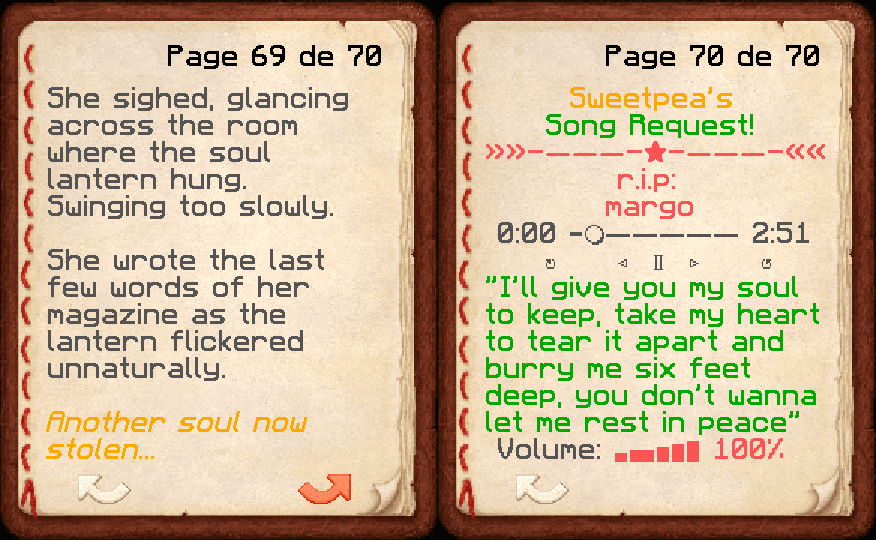 Page 69 de 70
She sighed, glancing
across the room
where the soul
lantern hung.
Swinging too slowly.
She wrote the last
few words of her
magazine as the
lantern flickered
unnaturally.
Another soul now
stolen...
Page 70 de 70
Sweetpea's
Song Request!
»»»-————-★-————-«««
r.i.p:
margo
0:00 -○—————— 2:51
↻ ◁ II ▷ ↺
"I'll give you my soul
to keep, take my heart
to tear it apart and
burry me six feet
deep, you don't wanna
let me rest in peace"
Volume: ▂▃▄▅▆▇ 100%